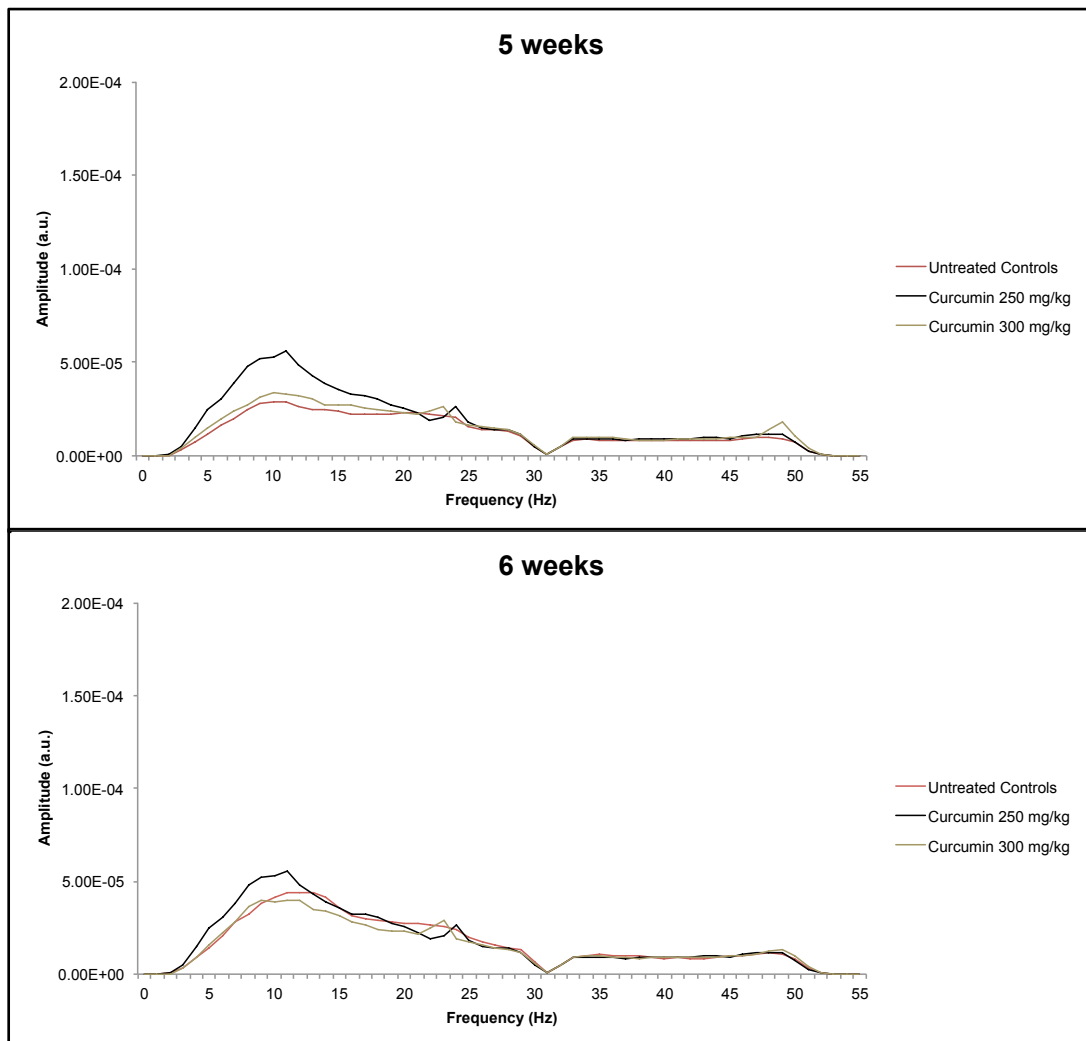 5 weeks
2.00E-04
1.50E-04
1.00E-04
5.00E-05
0.00E+00
Amplitude (a.u.)
0 5 10 15 20 25 30 35 40 45 50 55
Frequency (Hz)
Untreated Controls
Curcumin 250 mg/kg
Curcumin 300 mg/kg
6 weeks
2.00E-04
1.50E-04
1.00E-04
5.00E-05
0.00E+00
Amplitude (a.u.)
0 5 10 15 20 25 30 35 40 45 50 55
Frequency (Hz)
Untreated Controls
Curcumin 250 mg/kg
Curcumin 300 mg/kg